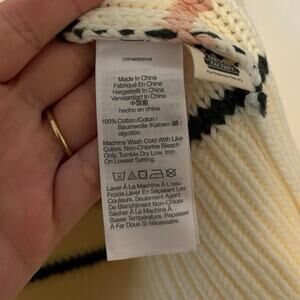 Made In China
Fabriqué En Chine
Hergestellt In China
Vervaardigd In China
中国製
hecho en china
100% Cotton /Coton /
Baumwolle /Katoen / 綿 /
algodón
Machine Wash Cold With Like
Colors. Non-Chlorine Bleach
Only. Tumble Dry Low. Iron
On Lowest Setting.
Laver À La Machine À L'eau
Froide. Laver En Séparant Les
Couleurs. Seulement Agent
De Blanchiment Non Chlore
Sécher À La Machine À
Basse Température, Repasser
À Fer Doux Si Nécessaire.